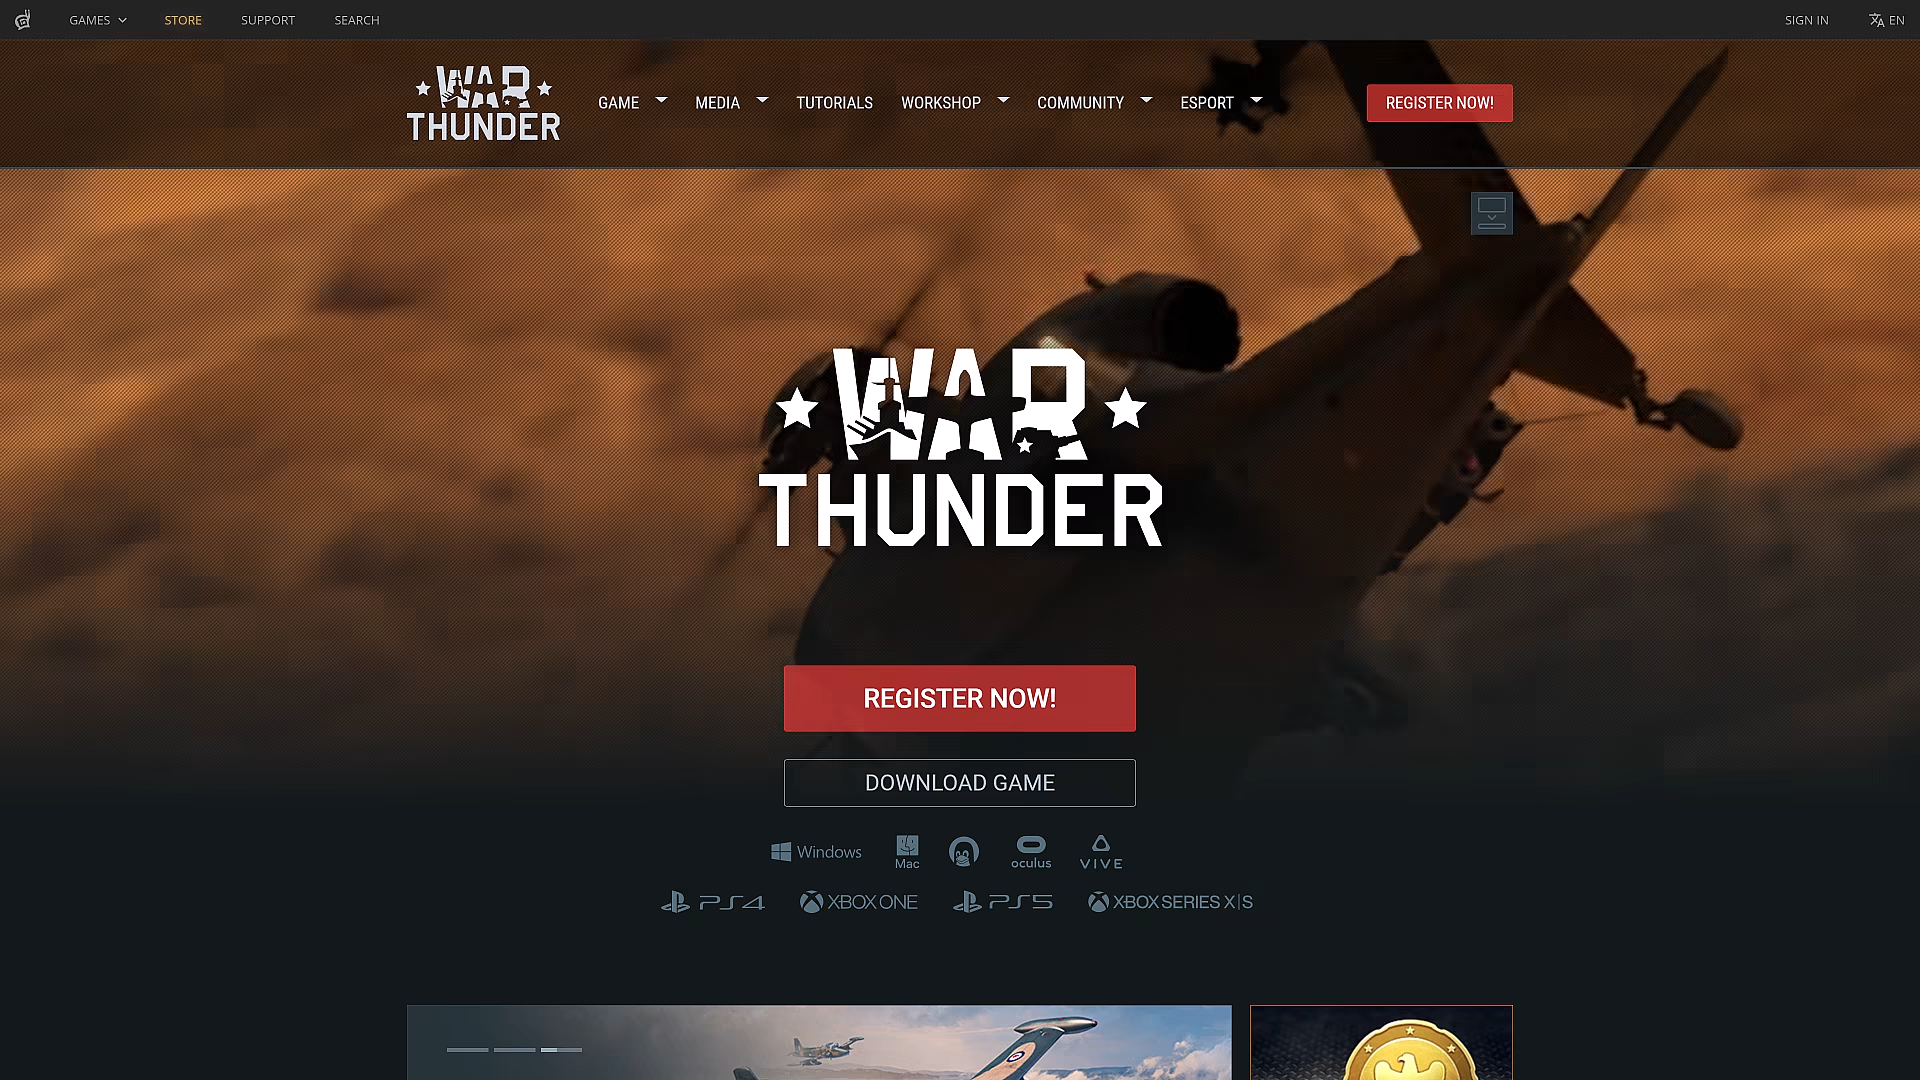 GAMES
STORE
SUPPORT
SEARCH
SIGN IN
EN
WAR
THUNDER
GAME
MEDIA
TUTORIALS
WORKSHOP
COMMUNITY
ESPORT
REGISTER NOW!
WAR
THUNDER
REGISTER NOW!
DOWNLOAD GAME
Windows
Mac
oculus
VIVE
PS4
XBOX ONE
PS5
XBOX SERIES X|S